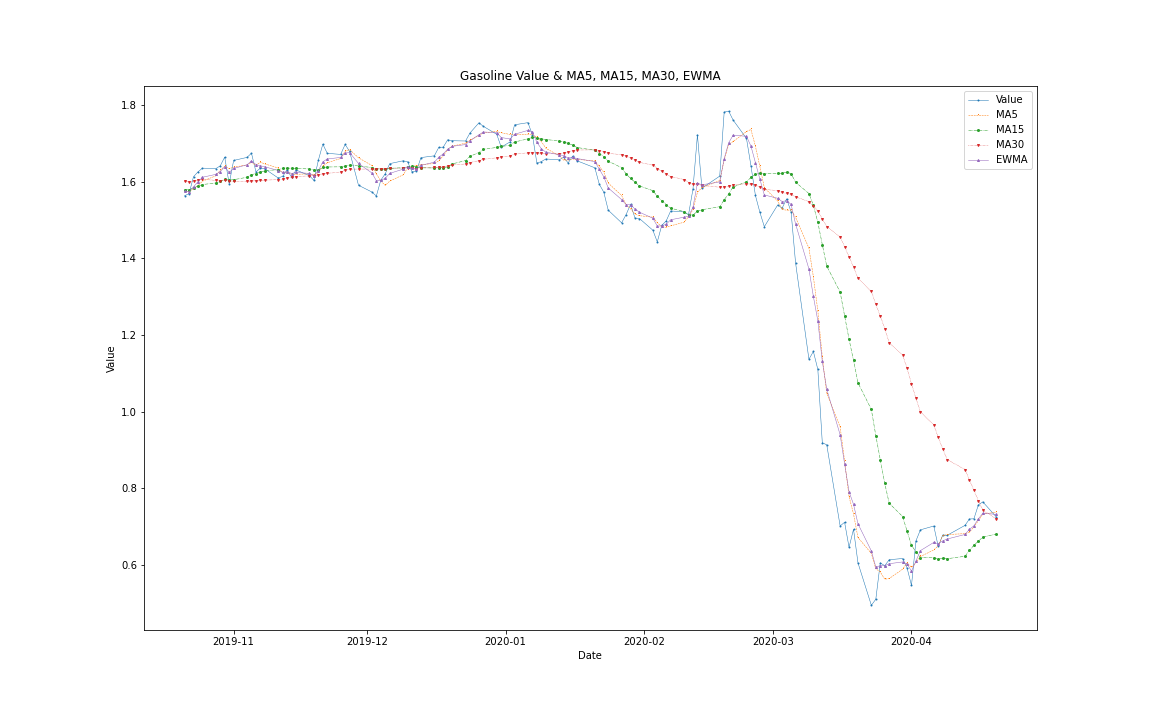 Gasoline Value & MA5, MA15, MA30, EWMA
Value
MA5
MA15
MA30
EWMA
1.8
1.6
1.4
1.2
1.0
0.8
0.6
Value
2019-11
2019-12
2020-01
2020-02
2020-03
2020-04
Date